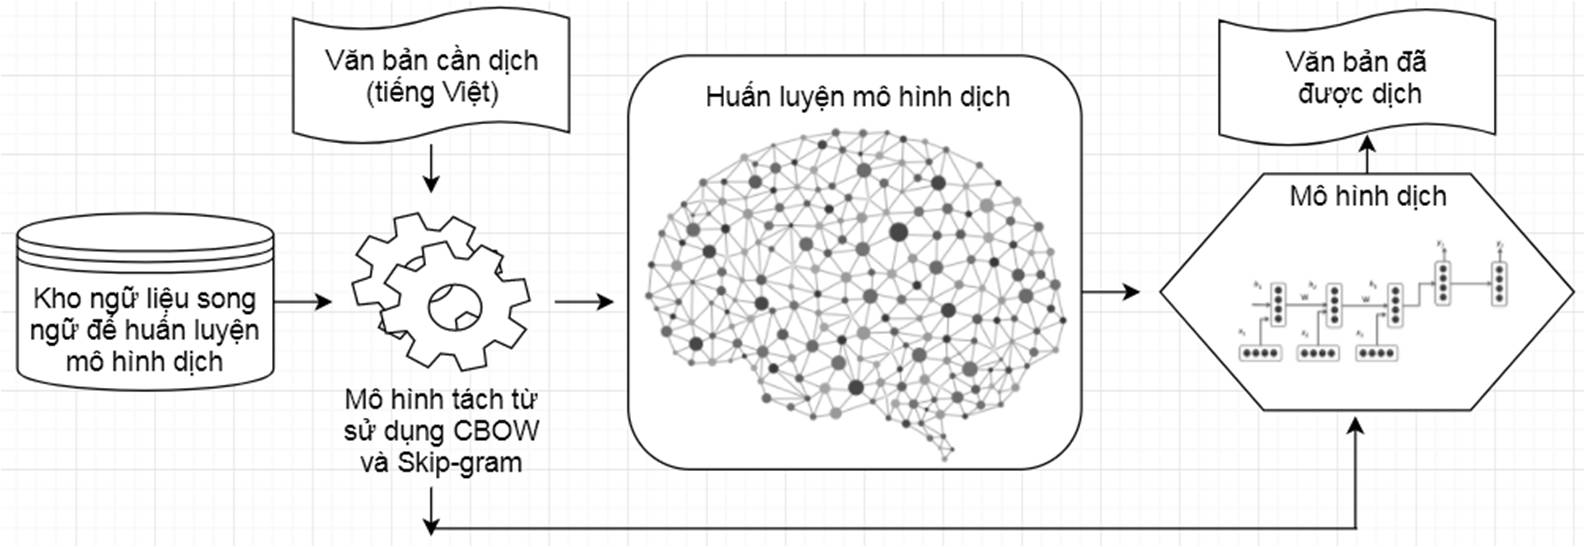 Văn bản cần dịch
(tiếng Việt)
Kho ngữ liệu song
ngữ để huấn luyện
mô hình dịch
Mô hình tách từ
sử dụng CBOW
và Skip-gram
Huấn luyện mô hình dịch
Văn bản đã
được dịch
Mô hình dịch